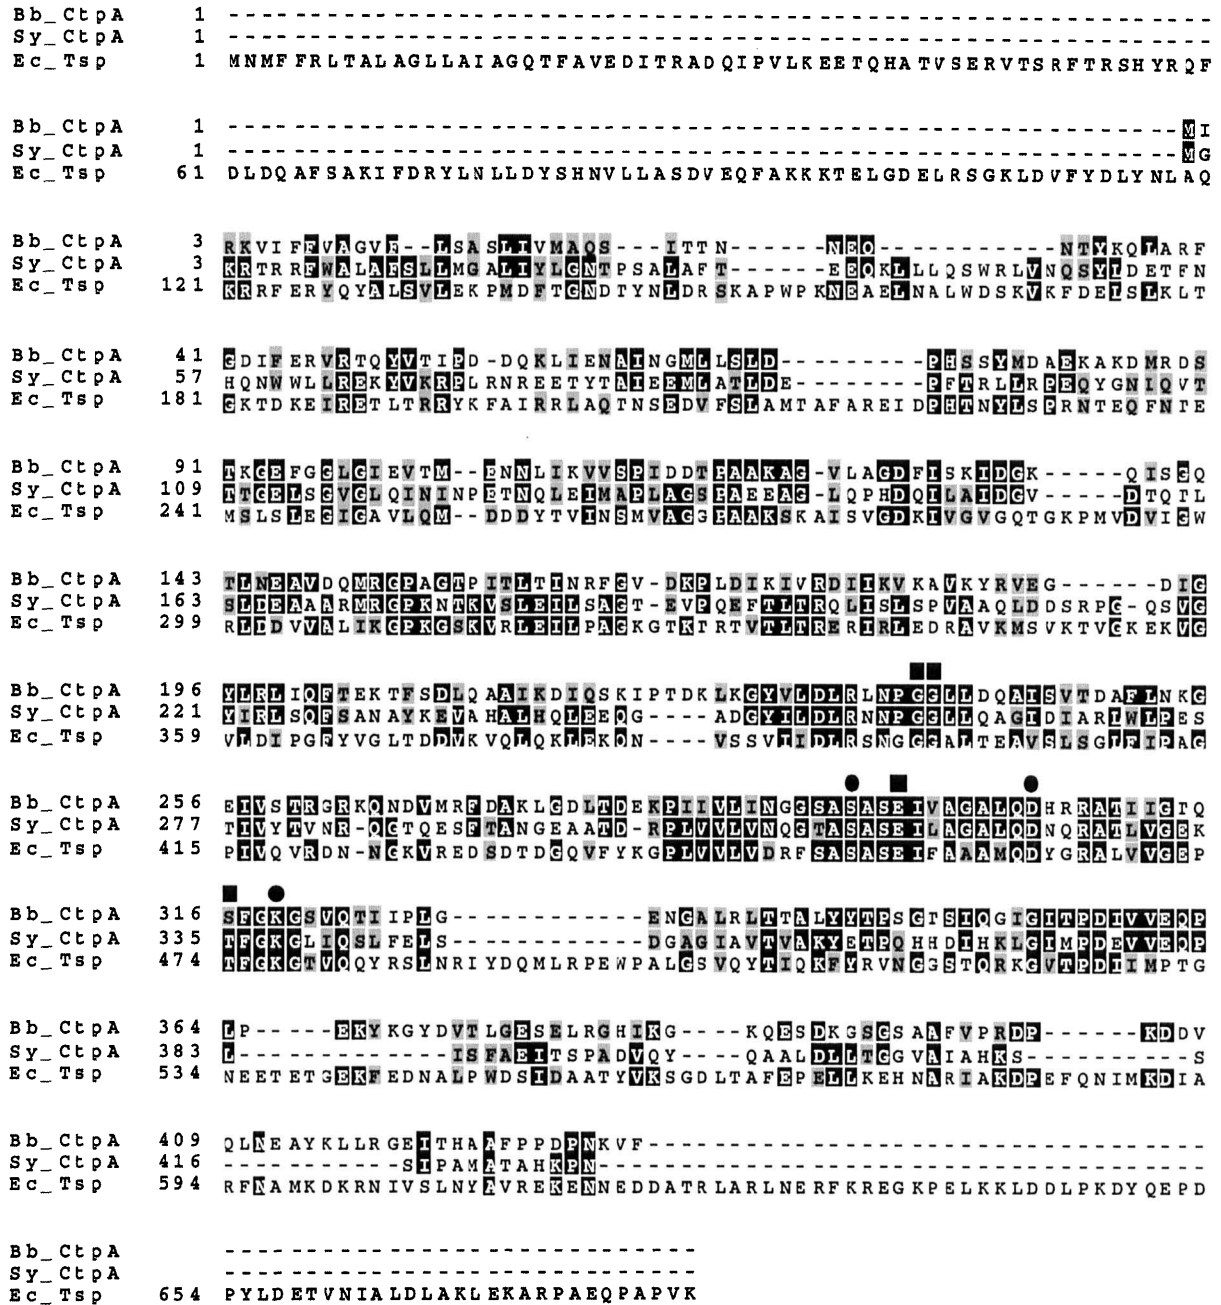 Bb_CtpA 1 ------------------------------------------------------------
Sy_CtpA 1 ------------------------------------------------------------
Ec_Tsp 1 MNMFFRLTALAGLLAIAGQTFAVEDITRADQIPVLKEETQHATVSERVTSRFTRSHYRQF
Bb_CtpA 1 ----------------------------------------------------------MI
Sy_CtpA 1 ----------------------------------------------------------MG
Ec_Tsp 61 DLDQAFSAKIFDRYLNLLDYSHNVLLASDVEQFAKKKTELGDELRSGKLDVFYDLYNLAQ
Bb_CtpA 3 RKVIFFVAGVF--LSASLIVMAQS---ITTN------NEQ-----------NTYKQLARF
Sy_CtpA 3 KRTRRFWALAFSLLMGALIYLGNTPSALAFT------EEQKLLLQSWRLVNQSYLDETFN
Ec_Tsp 121 KRRFERYQYALSVLEKPMDFTGNDTYNLDRSKAPWPKNEAELNALWDSKVKFDELSLKLT
Bb_CtpA 41 GDIFERVRTQYVTIPD-DQKLIENAINGMLLSLD---------PHSSYMDAEKAKDMRDS
Sy_CtpA 57 HQNWWLLREKYVKRPLRNREETYTAIEEMLATLDE--------PFTRLLRPEQYGNIQVT
Ec_Tsp 181 GKTDKEIRETLTRRYKFAIRRLAQTNSEDVFSLAMTAFAREIDPHTNYLSPRNTEQFNTE
Bb_CtpA 91 TKGEFGGLGIEVTM--ENNLIKVVSPIDDTPAAKAG-VLAGDFISKIDGK-----QISGQ
Sy_CtpA 109 TTGELSGVGLQININPETNQLEIMAPLAGSPAEEAG-LQPHDQILAIDGV-----DTQTL
Ec_Tsp 241 MSLSLEGIGAVLQM--DDDYTVINSMVAGGPAAKSKAISVGDKIVGVGQTGKPMVDVIGW
Bb_CtpA 143 TLNEAVDQMRGPAGTPITLTINRFGV-DKPLDIKIVRDIIKVKAVKYRVEG------DIG
Sy_CtpA 163 SLDEAAARMRGPKNTKVSLEILSAGT-EVPQEFTLTRQLISLSPVAAQLDDSRPG-QSVG
Ec_Tsp 299 RLDDVVALIKGPKGSKVRLEILPAGKGTKTRTVTLTRERIRLEDRAVKMSVKTVGKEKVG
■■
Bb_CtpA 196 YLRLIQFTEKTFSDLQAAIKDIQSKIPTDKLKGYVLDLRLNPGGLLDQAISVTDAFLNKG
Sy_CtpA 221 YIRLSQFSANAYKEVAHALHQLEEQG----ADGYILDLRNNPGGLLQAGIDIARLWLPES
Ec_Tsp 359 VLDIPGFYVGLTDDVKVQLQKLEKQN----VSSVIIDLRSNGGGALTEAVSLSGLFIPAG
● ■ ●
Bb_CtpA 256 EIVSTRGRKQNDVMRFDAKLGDLTDEKPIIVLINGGSASASEIVAGALQDHRRATIIGTQ
Sy_CtpA 277 TIVYTVNR-QGTQESFTANGEAATD-RPLVVLVNQGTASASEILAGALQDNQRATLVGEK
Ec_Tsp 415 PIVQVRDN-NGKVREDSDTDGQVFYKGPLVVLVDRFSASASEIFAAAMQDYGRALVVGEP
■ ●
Bb_CtpA 316 SFGKGSVQTIIPLG------------ENGALRLTTALYYTPSGTSIQGIGITPDIVVEQP
Sy_CtpA 335 TFGKGLIQSLFELS------------DGAGIAVTVAKYETPQHHDIHKLGIMPDEVVEQP
Ec_Tsp 474 TFGKGTVQQYRSLNRIYDQMLRPEWPALGSVQYTIQKFYRVNGGSTQRKGVTPDIIMPTG
Bb_CtpA 364 LP-----EKYKGYDVTLGESELRGHIKG----KQESDKGSGSAAFVPRDP------KDDV
Sy_CtpA 383 L-------------ISFAEITSPADVQY----QAALDLLTGGVAIAHKS----------S
Ec_Tsp 534 NEETETGEKFEDNALPWDSIDAATYVKSGDLTAFEPELLKEHNARIAKDPEFQNIMKDIA
Bb_CtpA 409 QLNEAYKLLRGEITHAAFPPDPNKVF----------------------------------
Sy_CtpA 416 -----------SIPAMATAHKPN-------------------------------------
Ec_Tsp 594 RFNAMKDKRNIVSLNYAVREKENNEDDATRLARLNERFKREGKPELKKLDDLPKDYQEPD
Bb_CtpA ------------------------------
Sy_CtpA ------------------------------
Ec_Tsp 654 PYLDETVNIALDLAKLEKARPAEQPAPVK